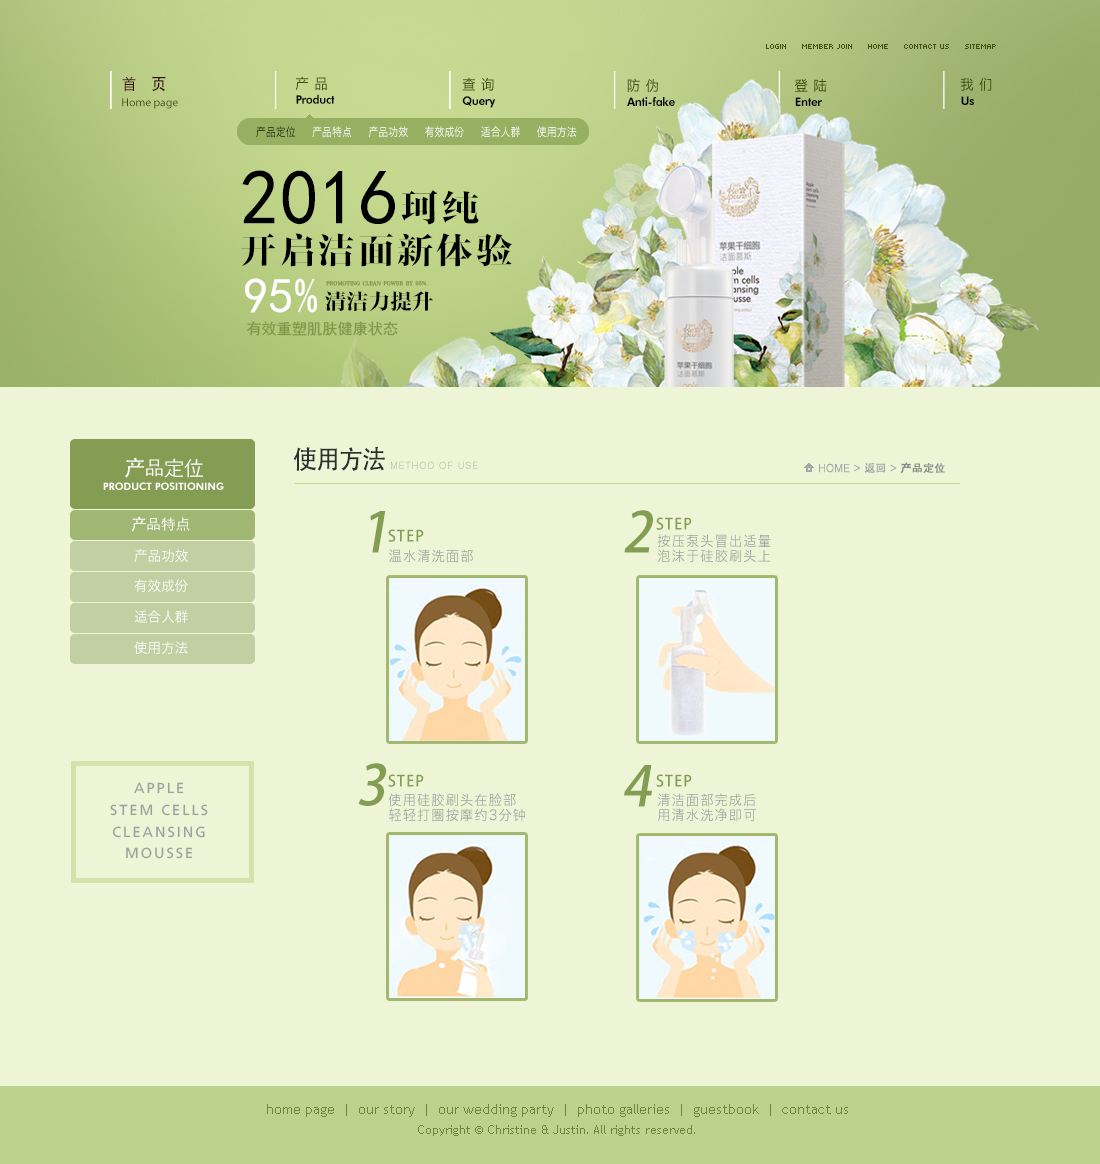 LOGIN MEMBER JOIN HOME CONTACT US SITEMAP
首 页 产 品 查 询 防 伪 登 陆 我 们
Home page Product Query Anti-fake Enter Us
产品定位 产品特点 产品功效 有效成份 适合人群 使用方法
2016珂纯
开启洁面新体验
95%
PROMOTING CLEAN POWER BY 95%
清洁力提升
有效重塑肌肤健康状态
苹果干细胞
洁面慕斯
苹果干细胞
洁面慕斯
产品定位
PRODUCT POSITIONING
产品特点
产品功效
有效成份
适合人群
使用方法
APPLE
STEM CELLS
CLEANSING
MOUSSE
使用方法 METHOD OF USE
HOME > 返回 > 产品定位
1 STEP
温水清洗面部
2 STEP
按压泵头冒出适量
泡沫于硅胶刷头上
3 STEP
使用硅胶刷头在脸部
轻轻打圈按摩约3分钟
4 STEP
清洁面部完成后
用清水洗净即可
home page | our story | our wedding party | photo galleries | guestbook | contact us
Copyright © Christine & Justin. All rights reserved.